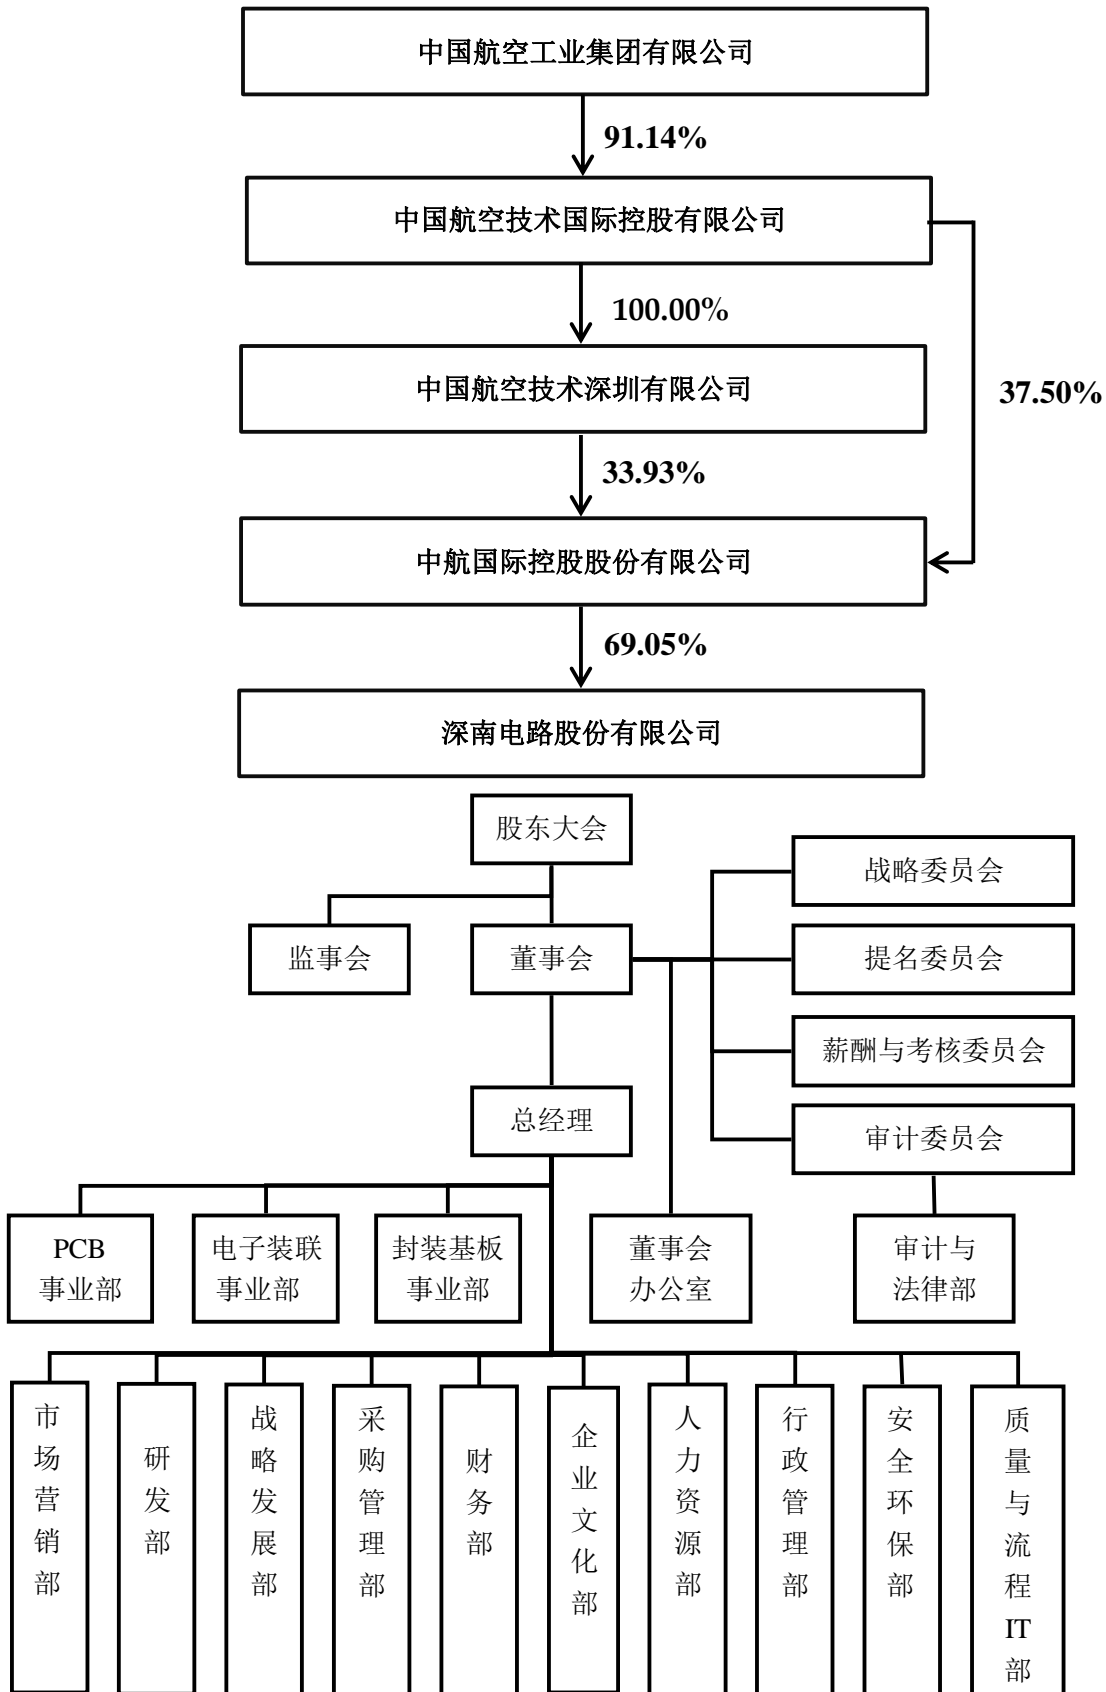 中国航空工业集团有限公司
91.14%
中国航空技术国际控股有限公司
100.00%
中国航空技术深圳有限公司
37.50%
33.93%
中航国际控股股份有限公司
69.05%
深南电路股份有限公司
股东大会
战略委员会
监事会
董事会
提名委员会
薪酬与考核委员会
总经理
审计委员会
PCB
事业部
电子装联
事业部
封装基板
事业部
董事会
办公室
审计与
法律部
市场营销部
研发部
战略发展部
采购管理部
财务部
企业文化部
人力资源部
行政管理部
安全环保部
质量与流程IT部